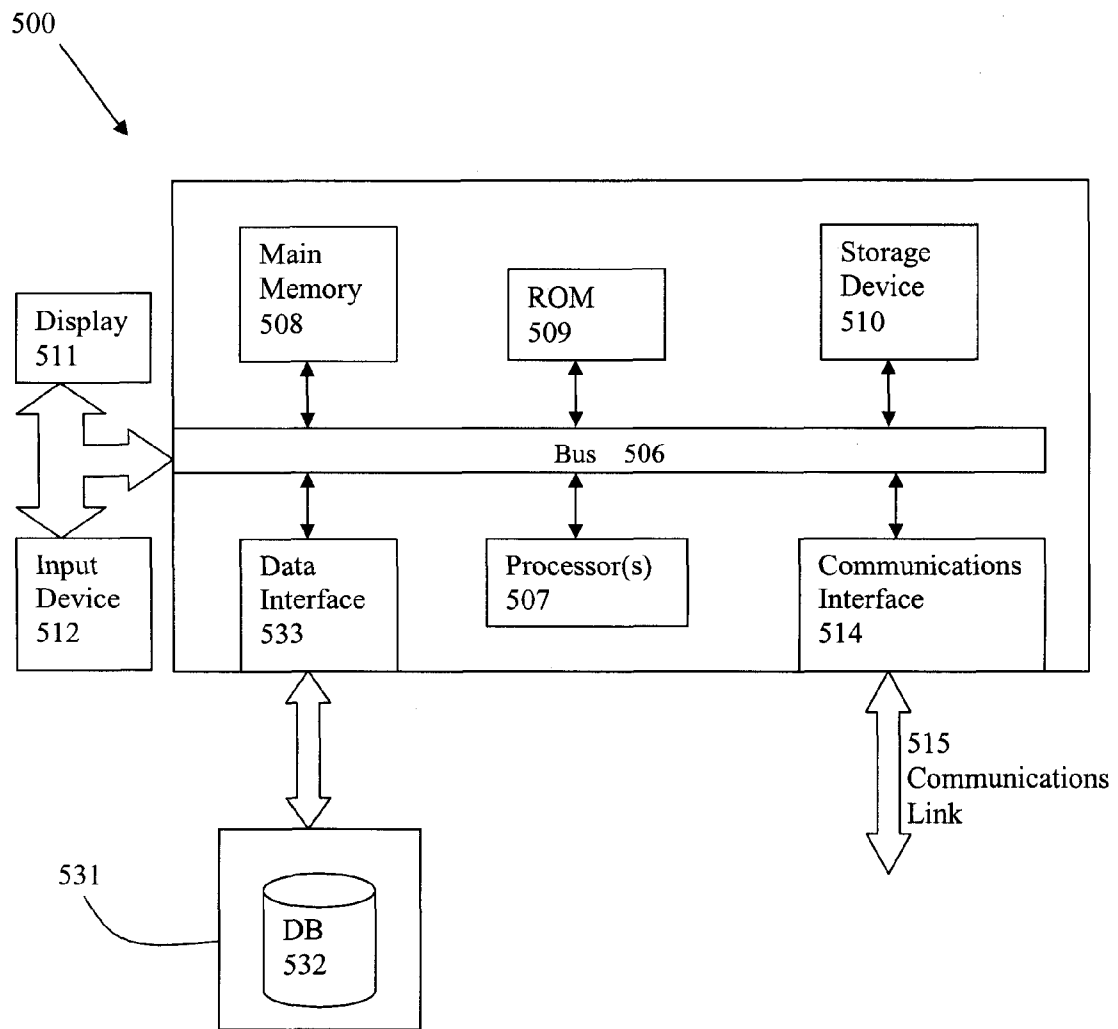 500
Main
Memory
508
ROM
509
Storage
Device
510
Display
511
Bus 506
Input
Device
512
Data
Interface
533
Processor(s)
507
Communications
Interface
514
515
Communications
Link
531
DB
532